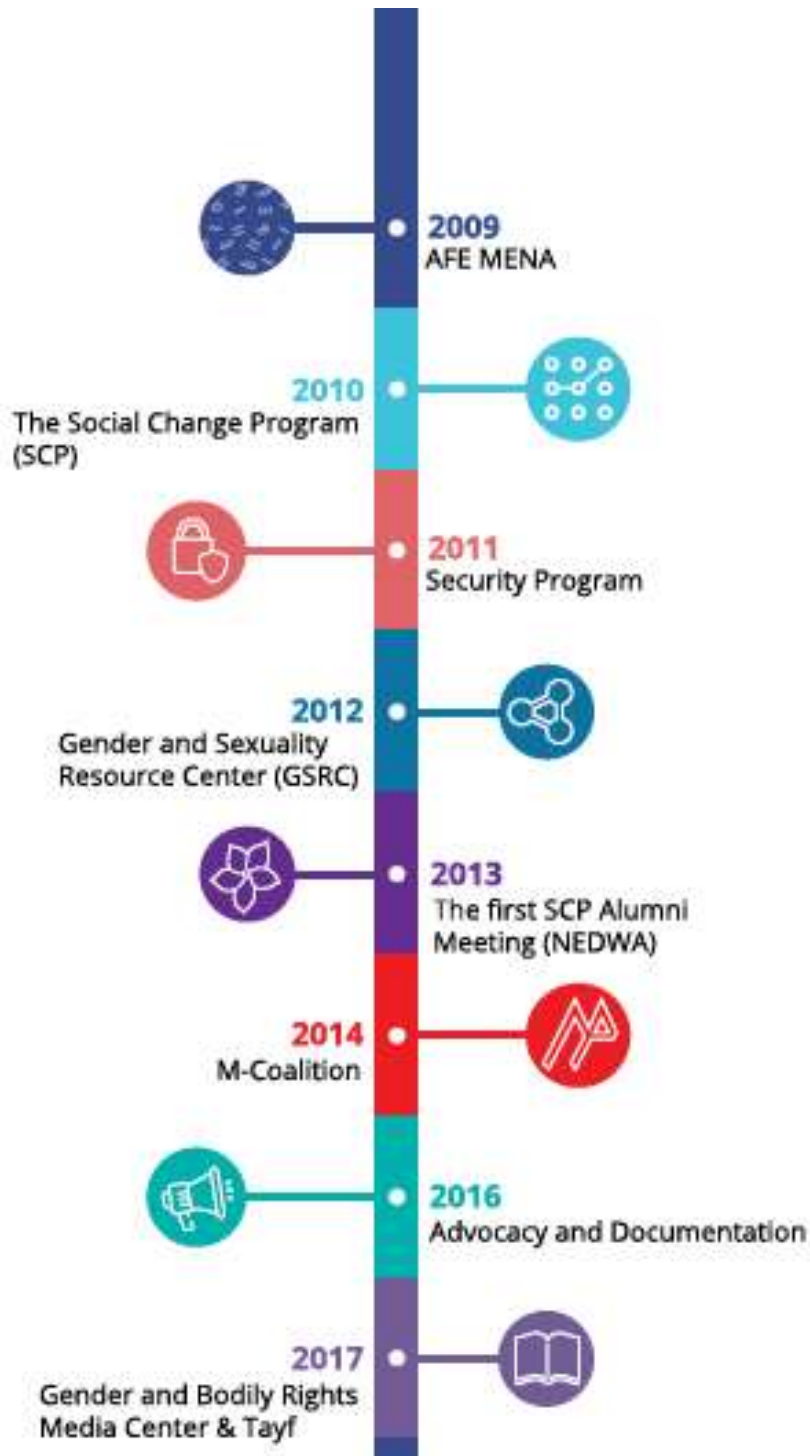 2009
AFE MENA
2010
The Social Change Program
(SCP)
2011
Security Program
2012
Gender and Sexuality
Resource Center (GSRC)
2013
The first SCP Alumni
Meeting (NEDWA)
2014
M-Coalition
2016
Advocacy and Documentation
2017
Gender and Bodily Rights
Media Center & Tayf